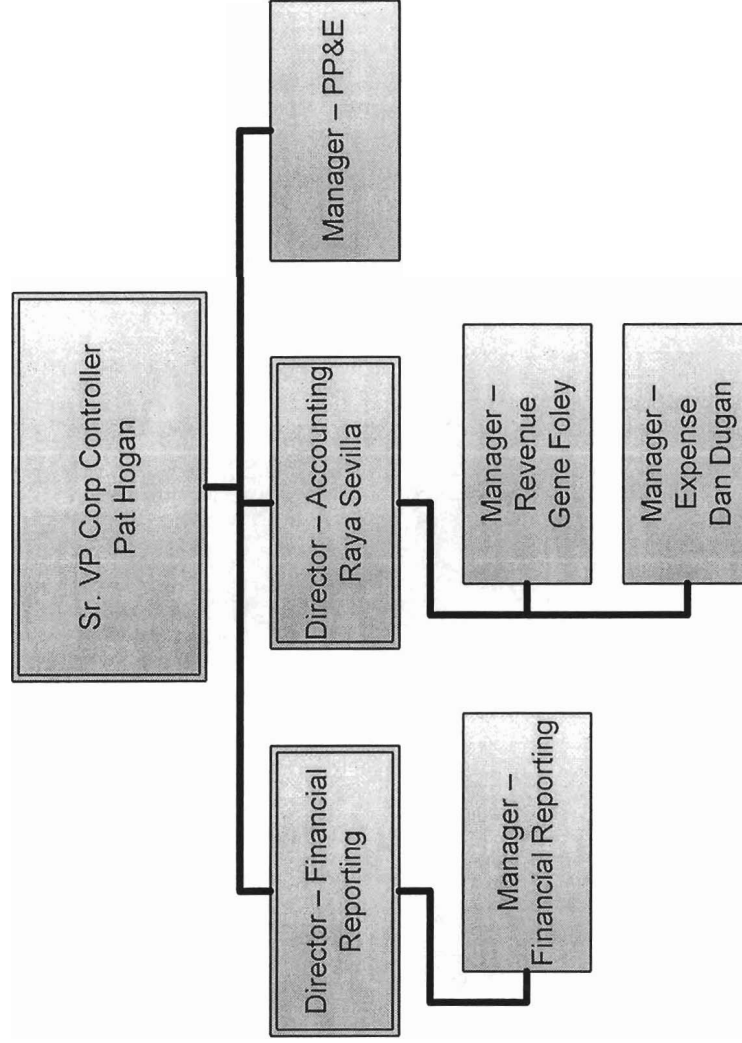 Sr. VP Corp Controller
Pat Hogan
Director – Financial
Reporting
Director – Accounting
Raya Sevilla
Manager – PP&E
Manager –
Financial Reporting
Manager –
Revenue
Gene Foley
Manager –
Expense
Dan Dugan